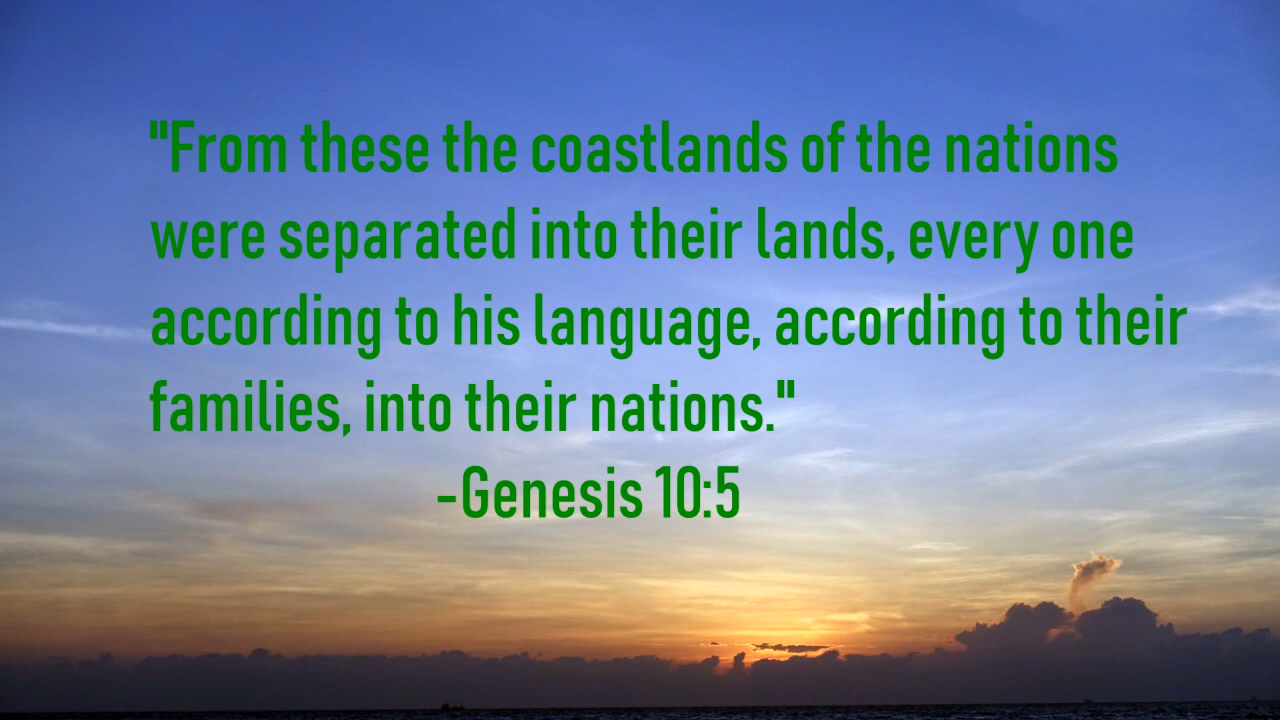 "From these the coastlands of the nations
were separated into their lands, every one
according to his language, according to their
families, into their nations."
-Genesis 10:5